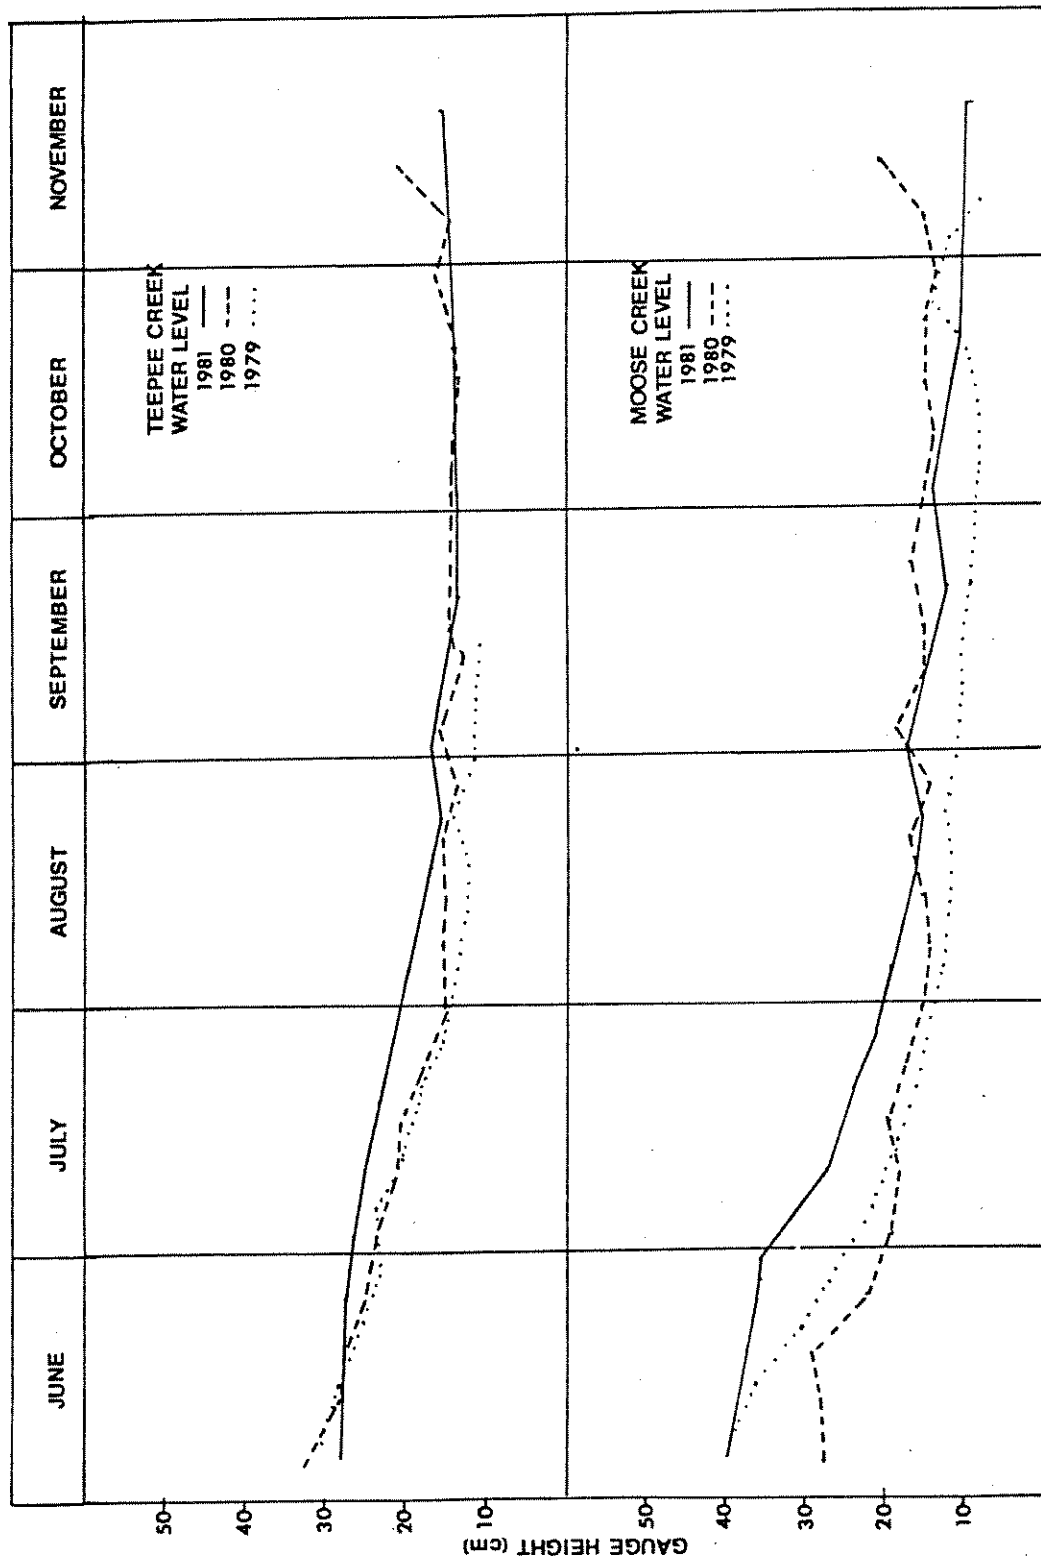 JUNE
JULY
AUGUST
SEPTEMBER
OCTOBER
NOVEMBER
TEEPEE CREEK
WATER LEVEL
1981
1980
1979
50
40
30
20
10
MOOSE CREEK
WATER LEVEL
1981
1980
1979
50
40
30
20
10
GAUGE HEIGHT (cm)